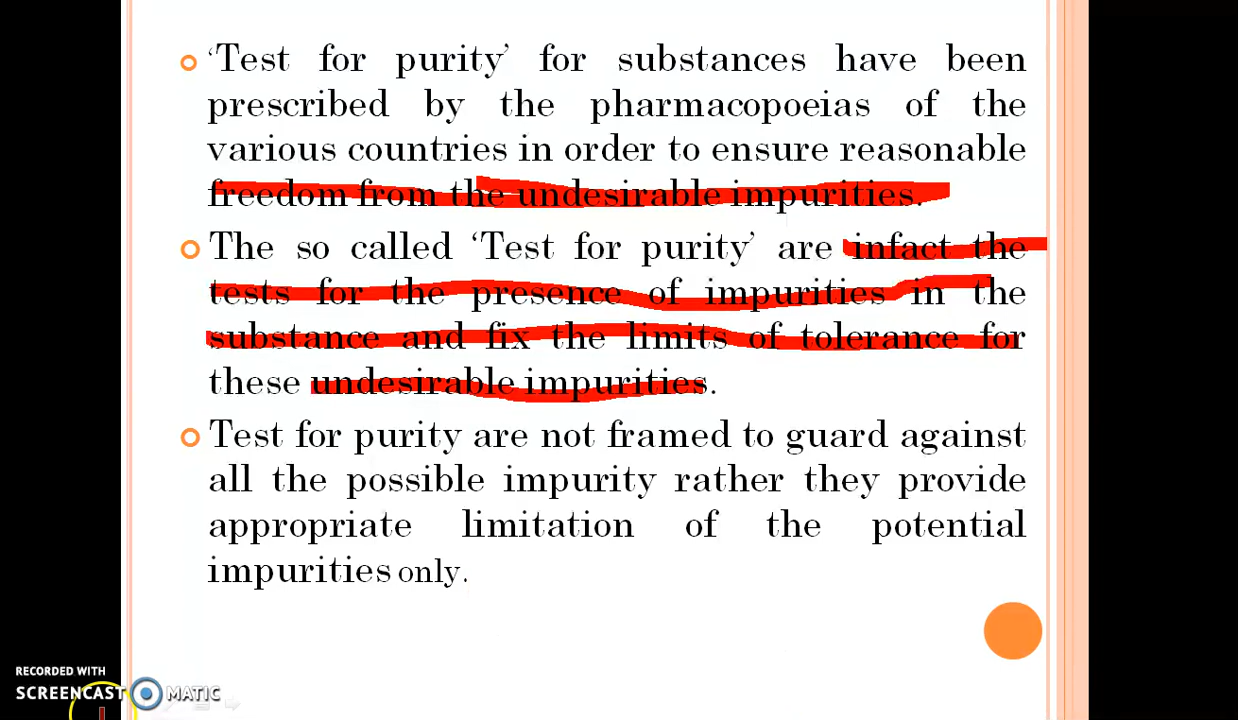 ‘Test for purity’ for substances have been
prescribed by the pharmacopoeias of the
various countries in order to ensure reasonable
freedom from the undesirable impurities.
The so called ‘Test for purity’ are infact the
tests for the presence of impurities in the
substance and fix the limits of tolerance for
these undesirable impurities.
Test for purity are not framed to guard against
all the possible impurity rather they provide
appropriate limitation of the potential
impurities only.
RECORDED WITH
SCREENCAST MATIC